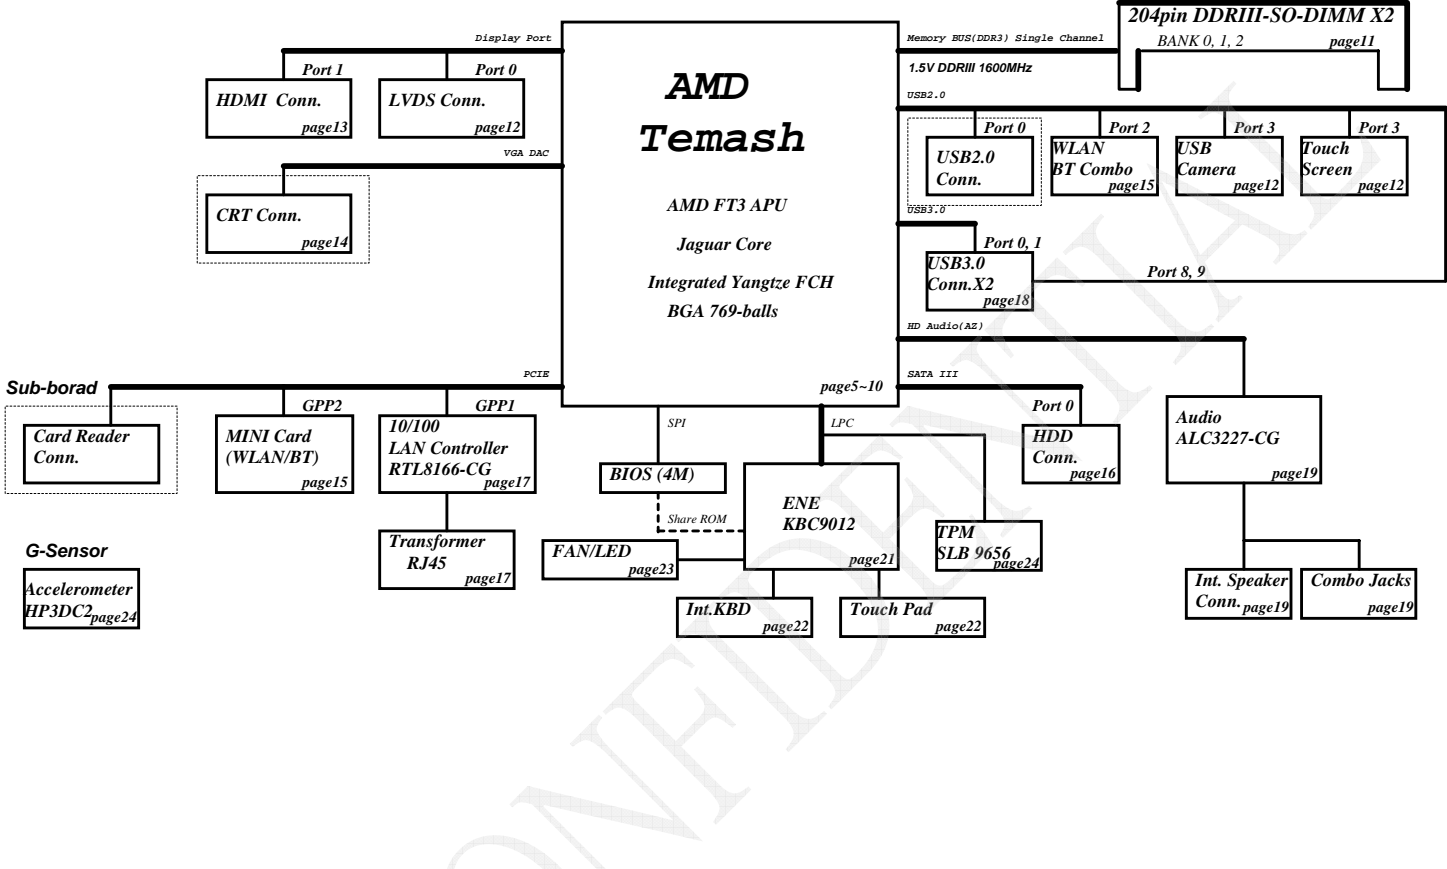 204pin DDRIII-SO-DIMM X2
BANK 0, 1, 2
page11
Display Port
Memory BUS(DDR3) Single Channel
1.5V DDRIII 1600MHz
Port 1
HDMI Conn.
page13
Port 0
LVDS Conn.
page12
VGA DAC
CRT Conn.
page14
AMD
Temash
AMD FT3 APU
Jaguar Core
Integrated Yangtze FCH
BGA 769-balls
page5~10
USB2.0
Port 0
USB2.0
Conn.
Port 2
WLAN
BT Combo
page15
Port 3
USB
Camera
page12
Port 3
Touch
Screen
page12
USB3.0
Port 0, 1
USB3.0
Conn.X2
page18
Port 8, 9
HD Audio(AZ)
SATA III
PCIE
Sub-borad
Card Reader
Conn.
GPP2
MINI Card
(WLAN/BT)
page15
GPP1
10/100
LAN Controller
RTL8166-CG
page17
Transformer
RJ45
page17
SPI
BIOS (4M)
Share ROM
LPC
ENE
KBC9012
page21
FAN/LED
page23
Int.KBD
page22
Touch Pad
page22
TPM
SLB 9656
page24
Port 0
HDD
Conn.
page16
Audio
ALC3227-CG
page19
Int. Speaker
Conn.
page19
Combo Jacks
page19
G-Sensor
Accelerometer
HP3DC2
page24
CONFIDENTIAL